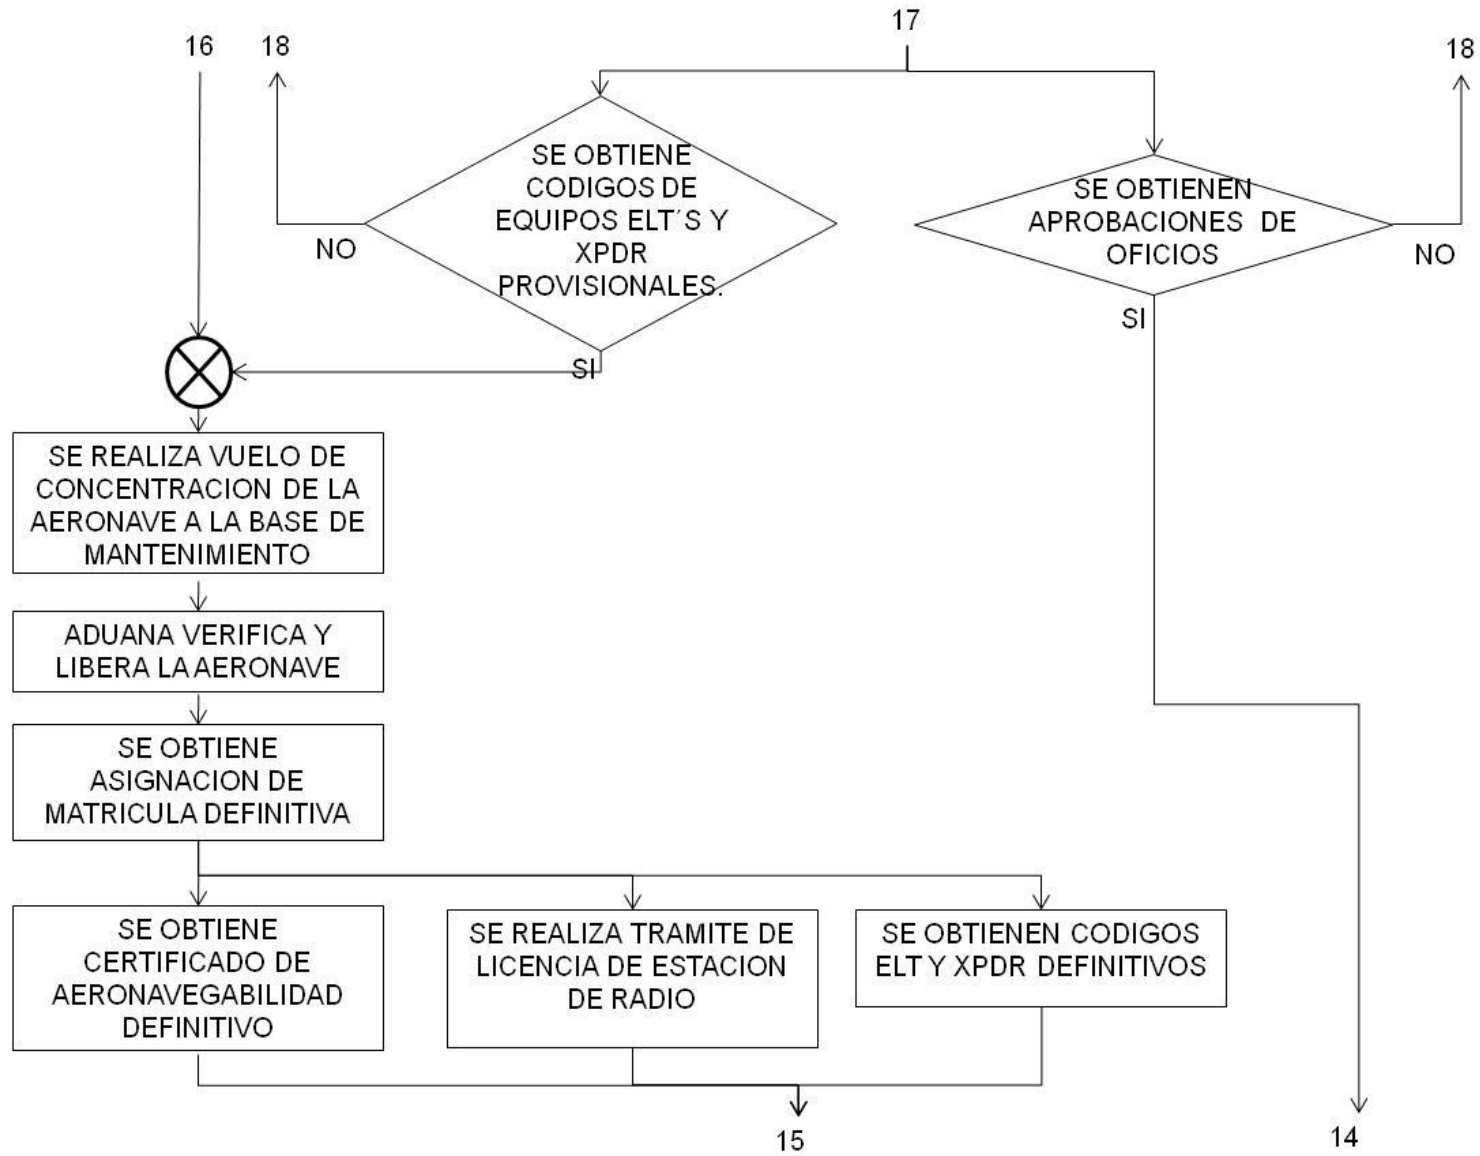 17
16
18
18
SE OBTIENE
CODIGOS DE
EQUIPOS ELT´S Y
XPDR
PROVISIONALES.
NO
SI
SE OBTIENEN
APROBACIONES DE
OFICIOS
NO
SI
SE REALIZA VUELO DE
CONCENTRACION DE LA
AERONAVE A LA BASE DE
MANTENIMIENTO
ADUANA VERIFICA Y
LIBERA LA AERONAVE
SE OBTIENE
ASIGNACION DE
MATRICULA DEFINITIVA
SE OBTIENE
CERTIFICADO DE
AERONAVEGABILIDAD
DEFINITIVO
SE REALIZA TRAMITE DE
LICENCIA DE ESTACION
DE RADIO
SE OBTIENEN CODIGOS
ELT Y XPDR DEFINITIVOS
15
14